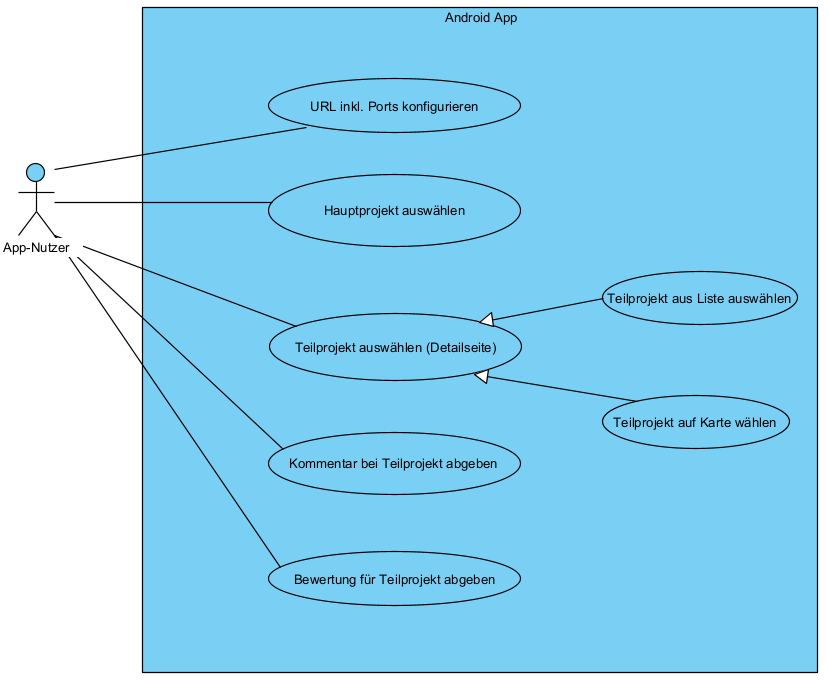 Android App
URL inkl. Ports konfigurieren
Hauptprojekt auswählen
App-Nutzer
Teilprojekt aus Liste auswählen
Teilprojekt auswählen (Detailseite)
Teilprojekt auf Karte wählen
Kommentar bei Teilprojekt abgeben
Bewertung für Teilprojekt abgeben